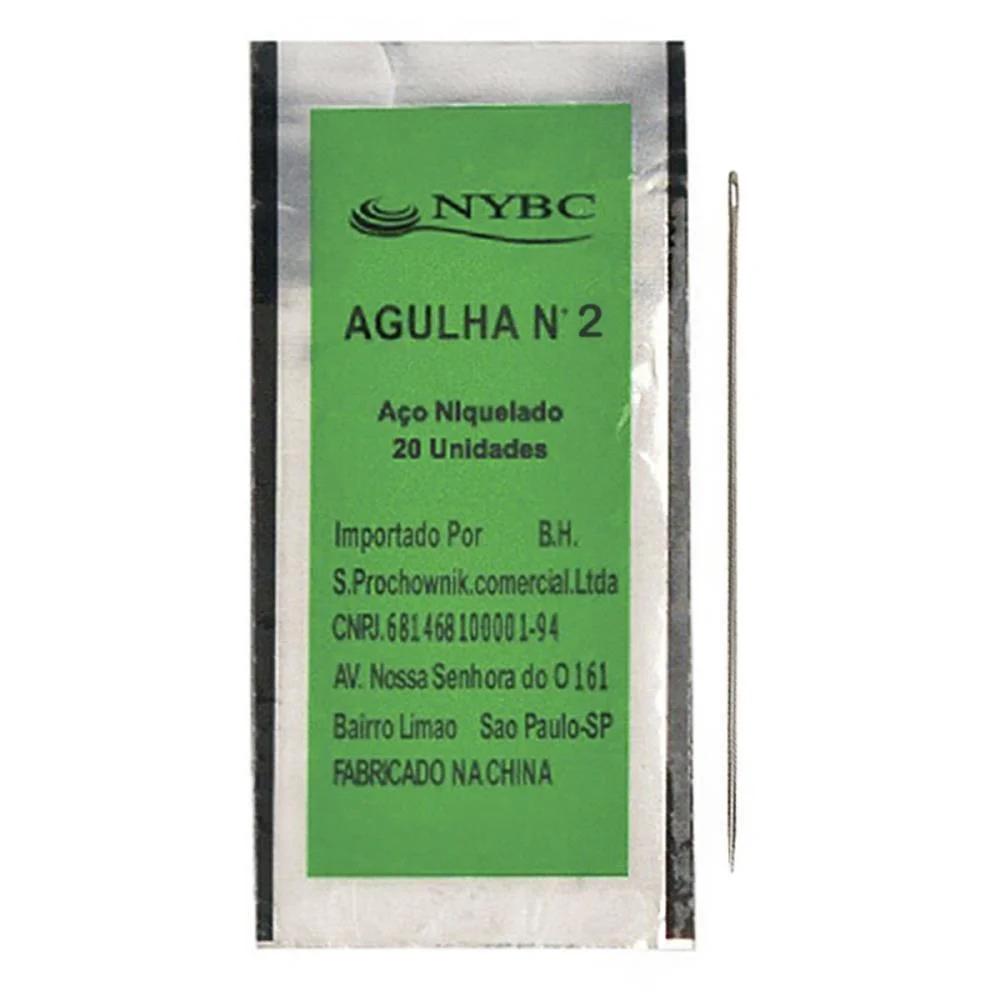 NYBC
AGULHA N° 2
Aço Niquelado
20 Unidades
Importado Por B.H.
S.Prochownik.comercial.Ltda
CNPJ.681468100001-94
AV. Nossa Senhora do O 161
Bairro Limao Sao Paulo-SP
FABRICADO NA CHINA